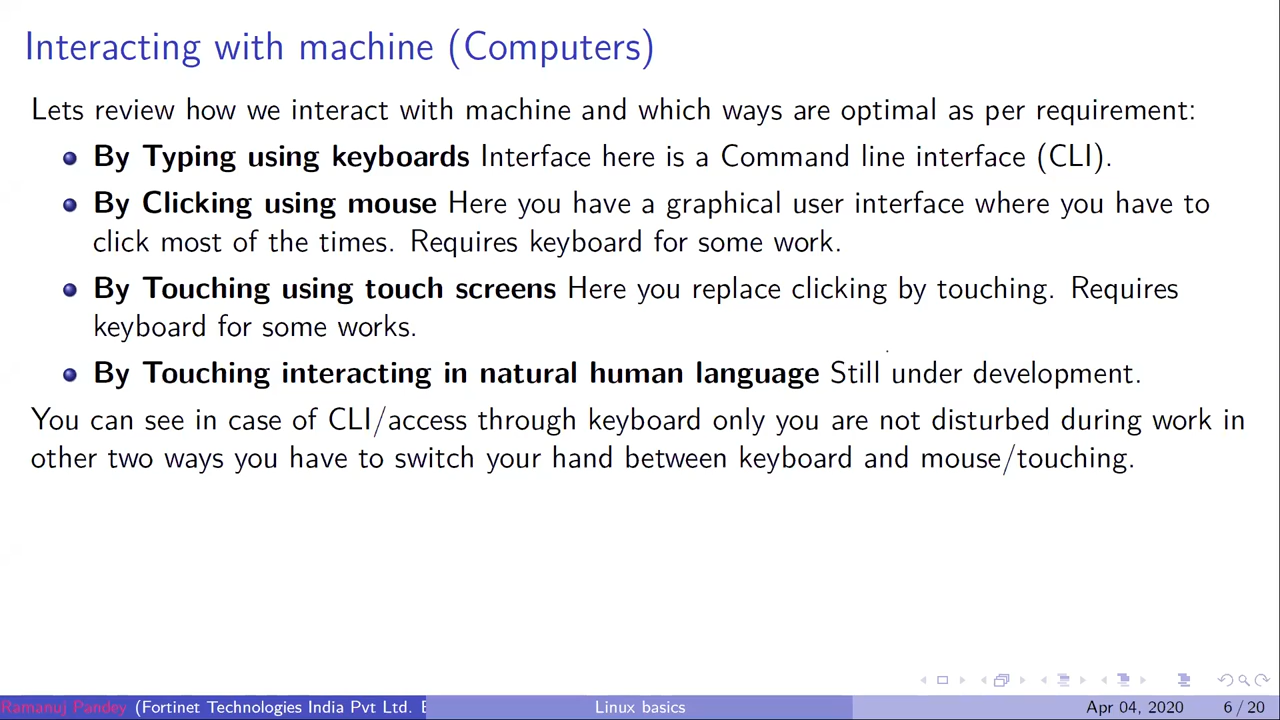 Interacting with machine (Computers)
Lets review how we interact with machine and which ways are optimal as per requirement:
By Typing using keyboards Interface here is a Command line interface (CLI).
By Clicking using mouse Here you have a graphical user interface where you have to
click most of the times. Requires keyboard for some work.
By Touching using touch screens Here you replace clicking by touching. Requires
keyboard for some works.
By Touching interacting in natural human language Still under development.
You can see in case of CLI/access through keyboard only you are not disturbed during work in
other two ways you have to switch your hand between keyboard and mouse/touching.
Ramanuj Pandey (Fortinet Technologies India Pvt Ltd. Linux basics Apr 04, 2020 6 / 20